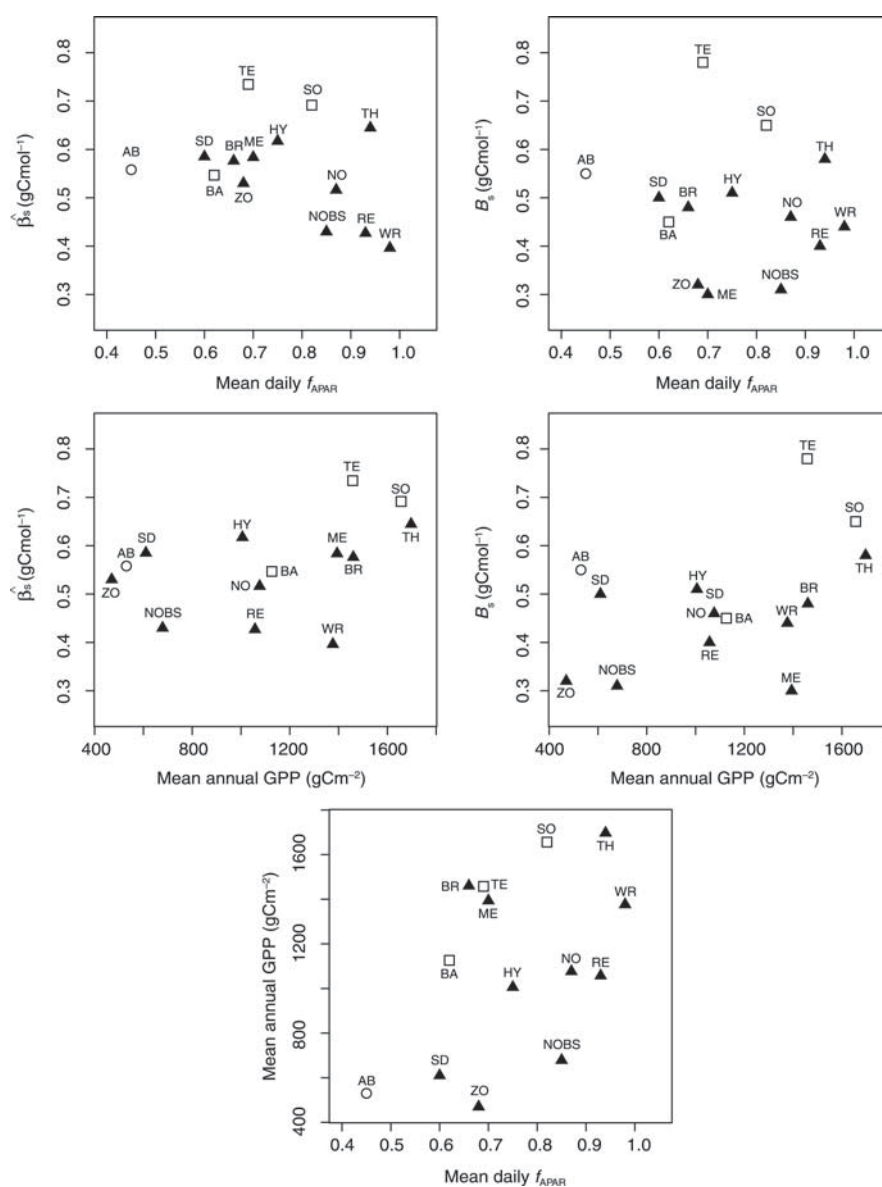 TE
SO
TH
HY
ME
BR
SD
AB
BA
ZO
NO
NOBS
RE
WR
0.8
0.7
0.6
0.5
0.4
0.3
β̂s (gCmol⁻¹)
0.4 0.5 0.6 0.7 0.8 0.9 1.0
Mean daily fAPAR
TE
SO
TH
AB
HY
SD
BR
NO
WR
BA
RE
ZO
ME
NOBS
0.8
0.7
0.6
0.5
0.4
0.3
Bs (gCmol⁻¹)
0.4 0.5 0.6 0.7 0.8 0.9 1.0
Mean daily fAPAR
TE
SO
TH
HY
ME
BR
SD
AB
BA
ZO
NO
NOBS
RE
WR
0.8
0.7
0.6
0.5
0.4
0.3
β̂s (gCmol⁻¹)
400 800 1200 1600
Mean annual GPP (gCm⁻²)
TE
SO
TH
AB
HY
SD
SD
BR
NO
WR
BA
RE
ZO
NOBS
ME
0.8
0.7
0.6
0.5
0.4
0.3
Bs (gCmol⁻¹)
400 800 1200 1600
Mean annual GPP (gCm⁻²)
SO
TH
BR
TE
ME
WR
BA
HY
NO
RE
NOBS
SD
AB
ZO
1600
1200
800
400
Mean annual GPP (gCm⁻²)
0.4 0.5 0.6 0.7 0.8 0.9 1.0
Mean daily fAPAR